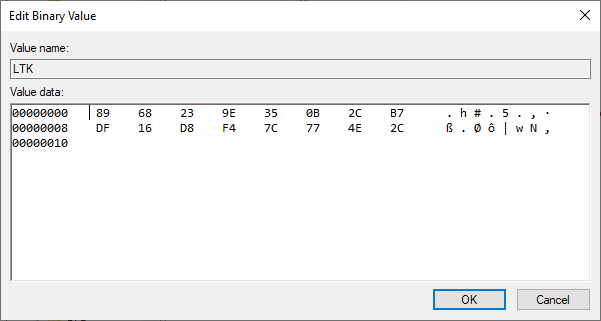 Edit Binary Value
Value name:
LTK
Value data:
00000000 89 68 23 9E 35 0B 2C B7 . h # . 5 . , ·
00000008 DF 16 D8 F4 7C 77 4E 2C ß . Ø ô | w N ,
00000010
OK Cancel